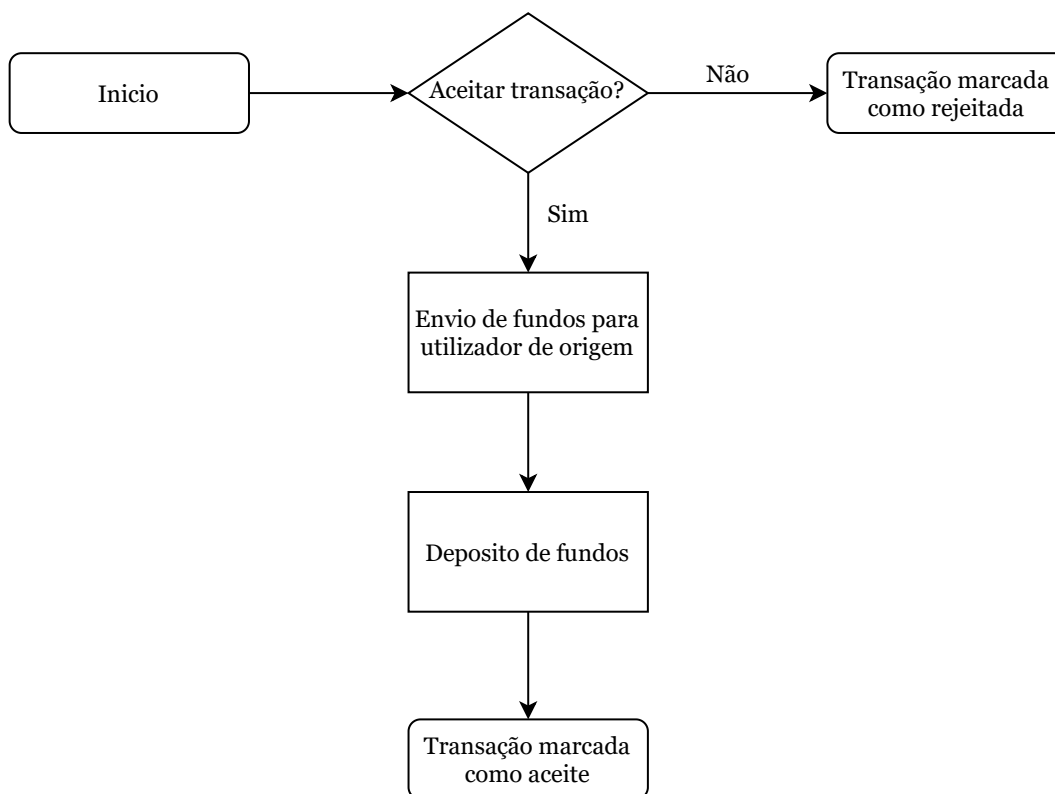 Inicio
Aceitar transação?
Não
Transação marcada
como rejeitada
Sim
Envio de fundos para
utilizador de origem
Deposito de fundos
Transação marcada
como aceite